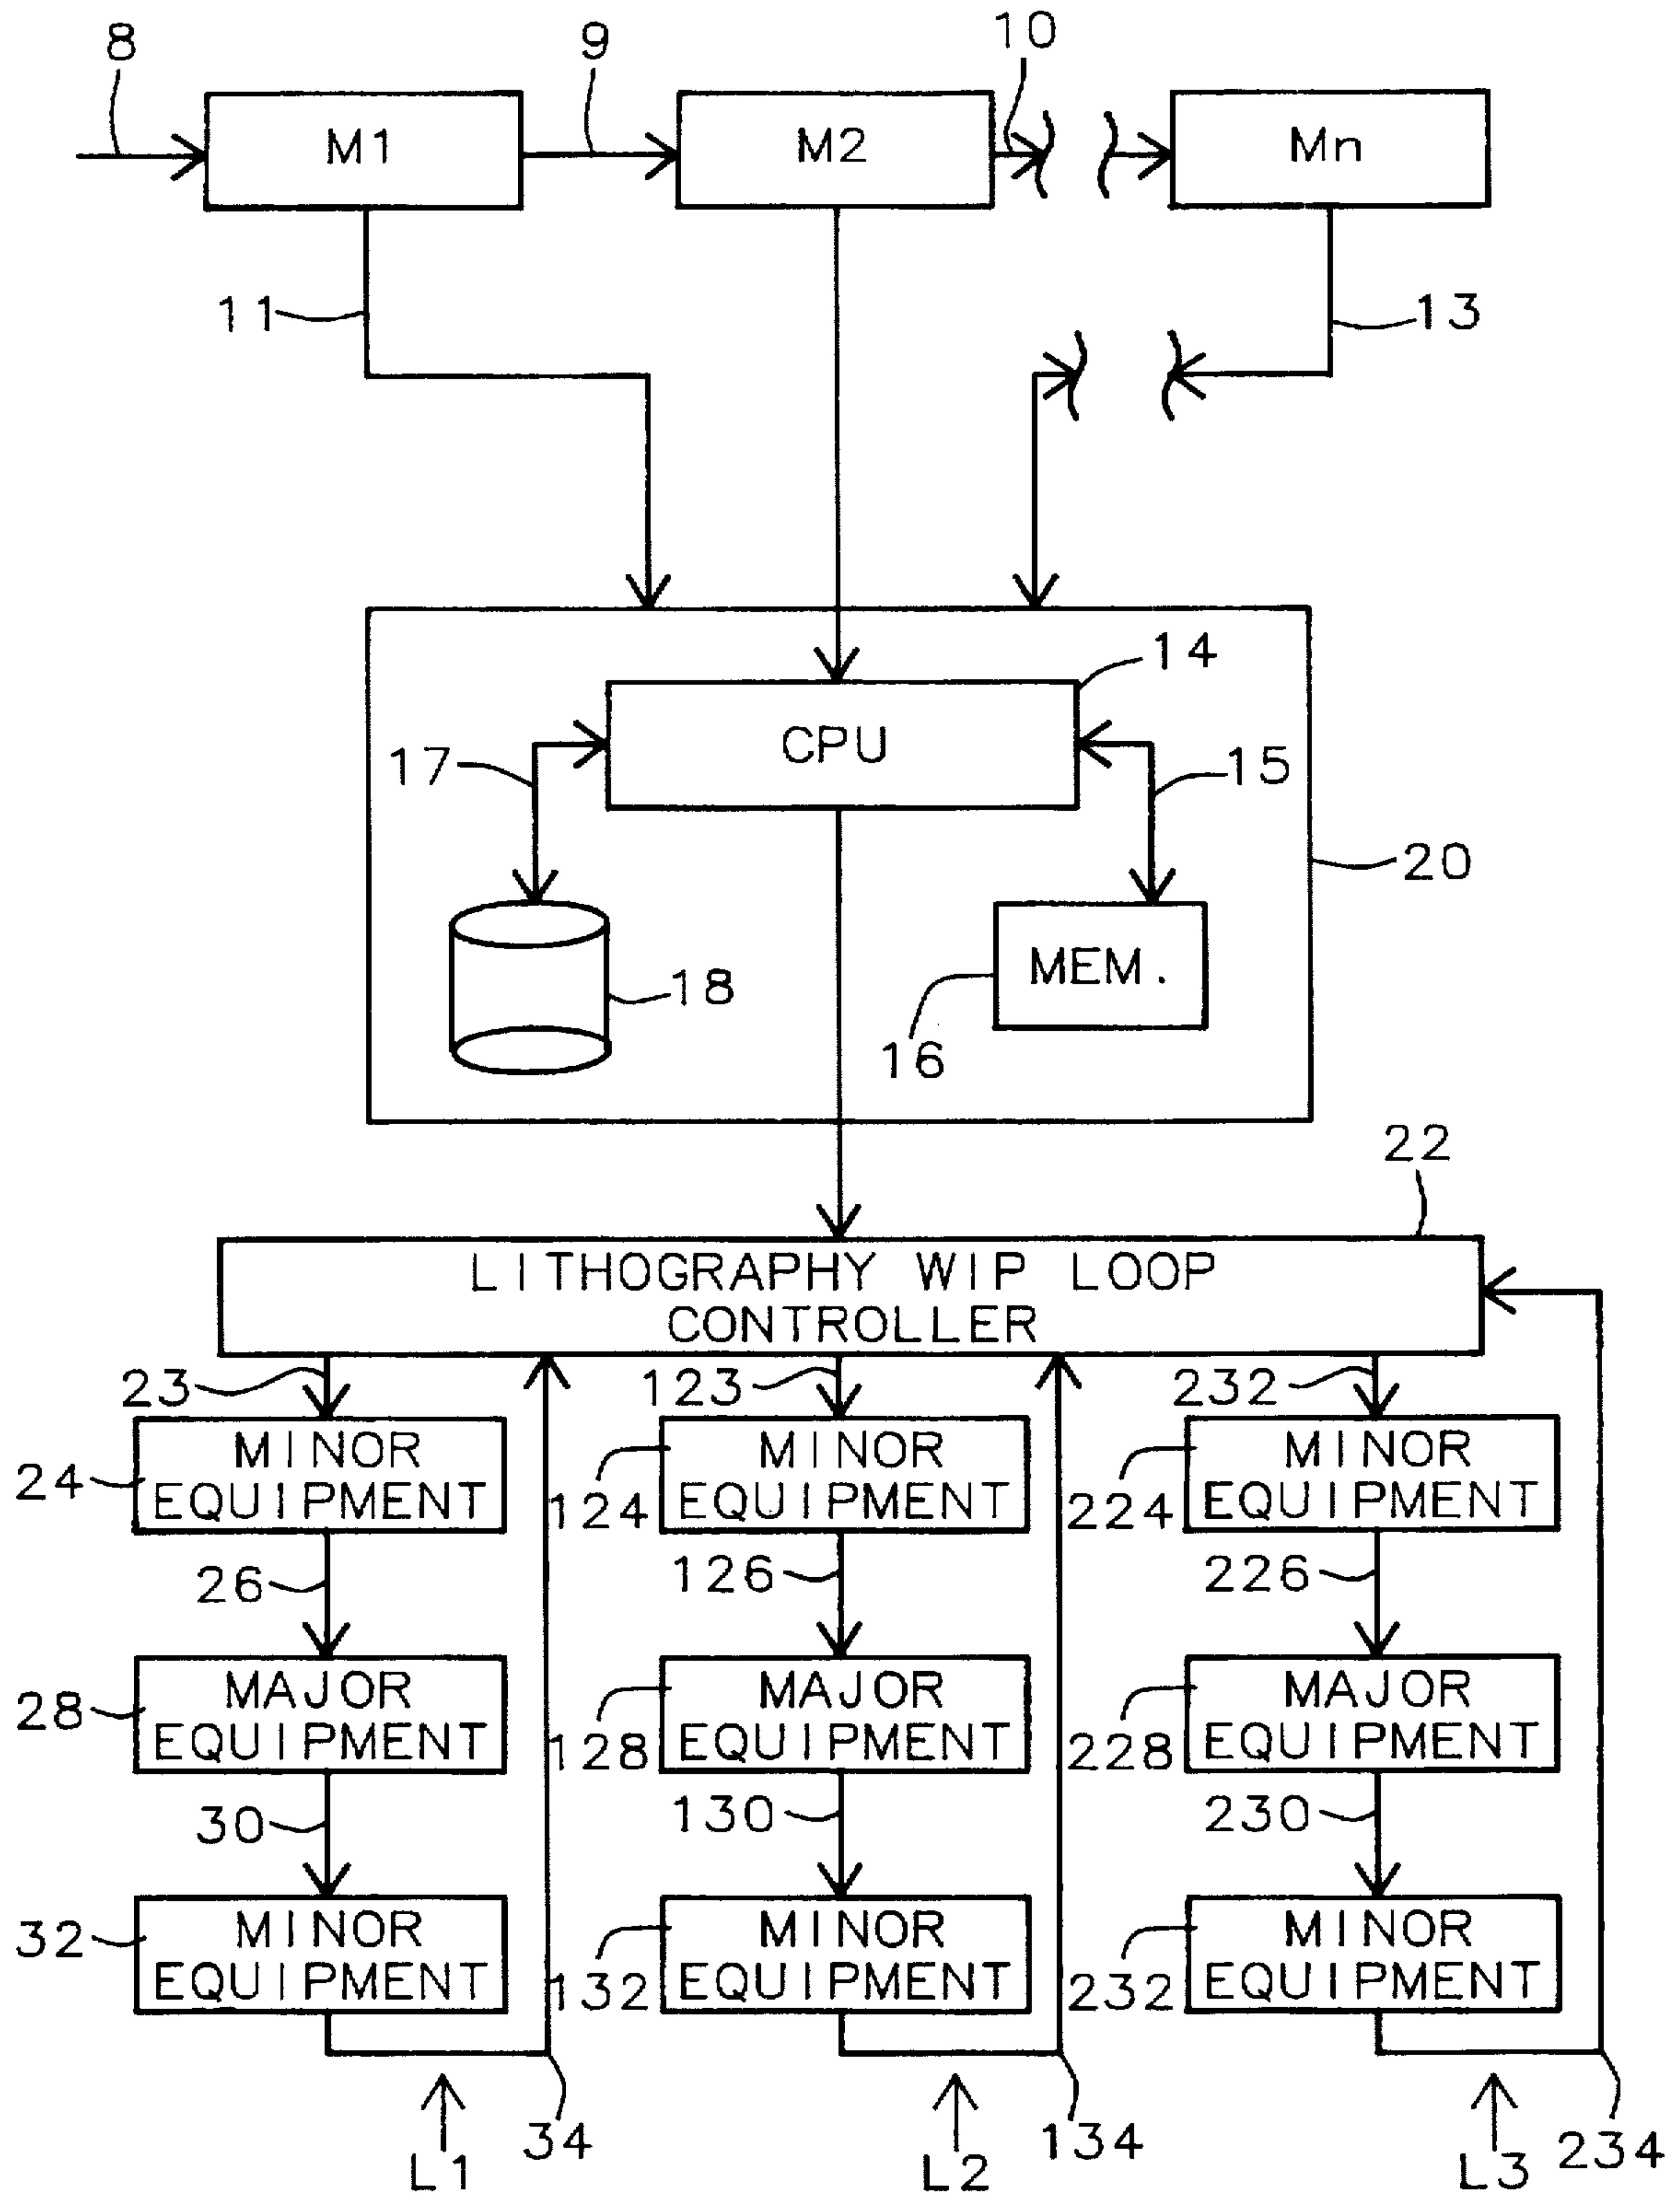 8
9
10
M1
M2
Mn
11
13
14
CPU
17
15
20
18
MEM.
16
22
LITHOGRAPHY WIP LOOP
CONTROLLER
23
123
232
MINOR
EQUIPMENT
24
MINOR
EQUIPMENT
124
MINOR
EQUIPMENT
224
26
126
226
MAJOR
EQUIPMENT
28
MAJOR
EQUIPMENT
128
MAJOR
EQUIPMENT
228
30
130
230
MINOR
EQUIPMENT
32
MINOR
EQUIPMENT
132
MINOR
EQUIPMENT
232
34
134
234
L1
L2
L3